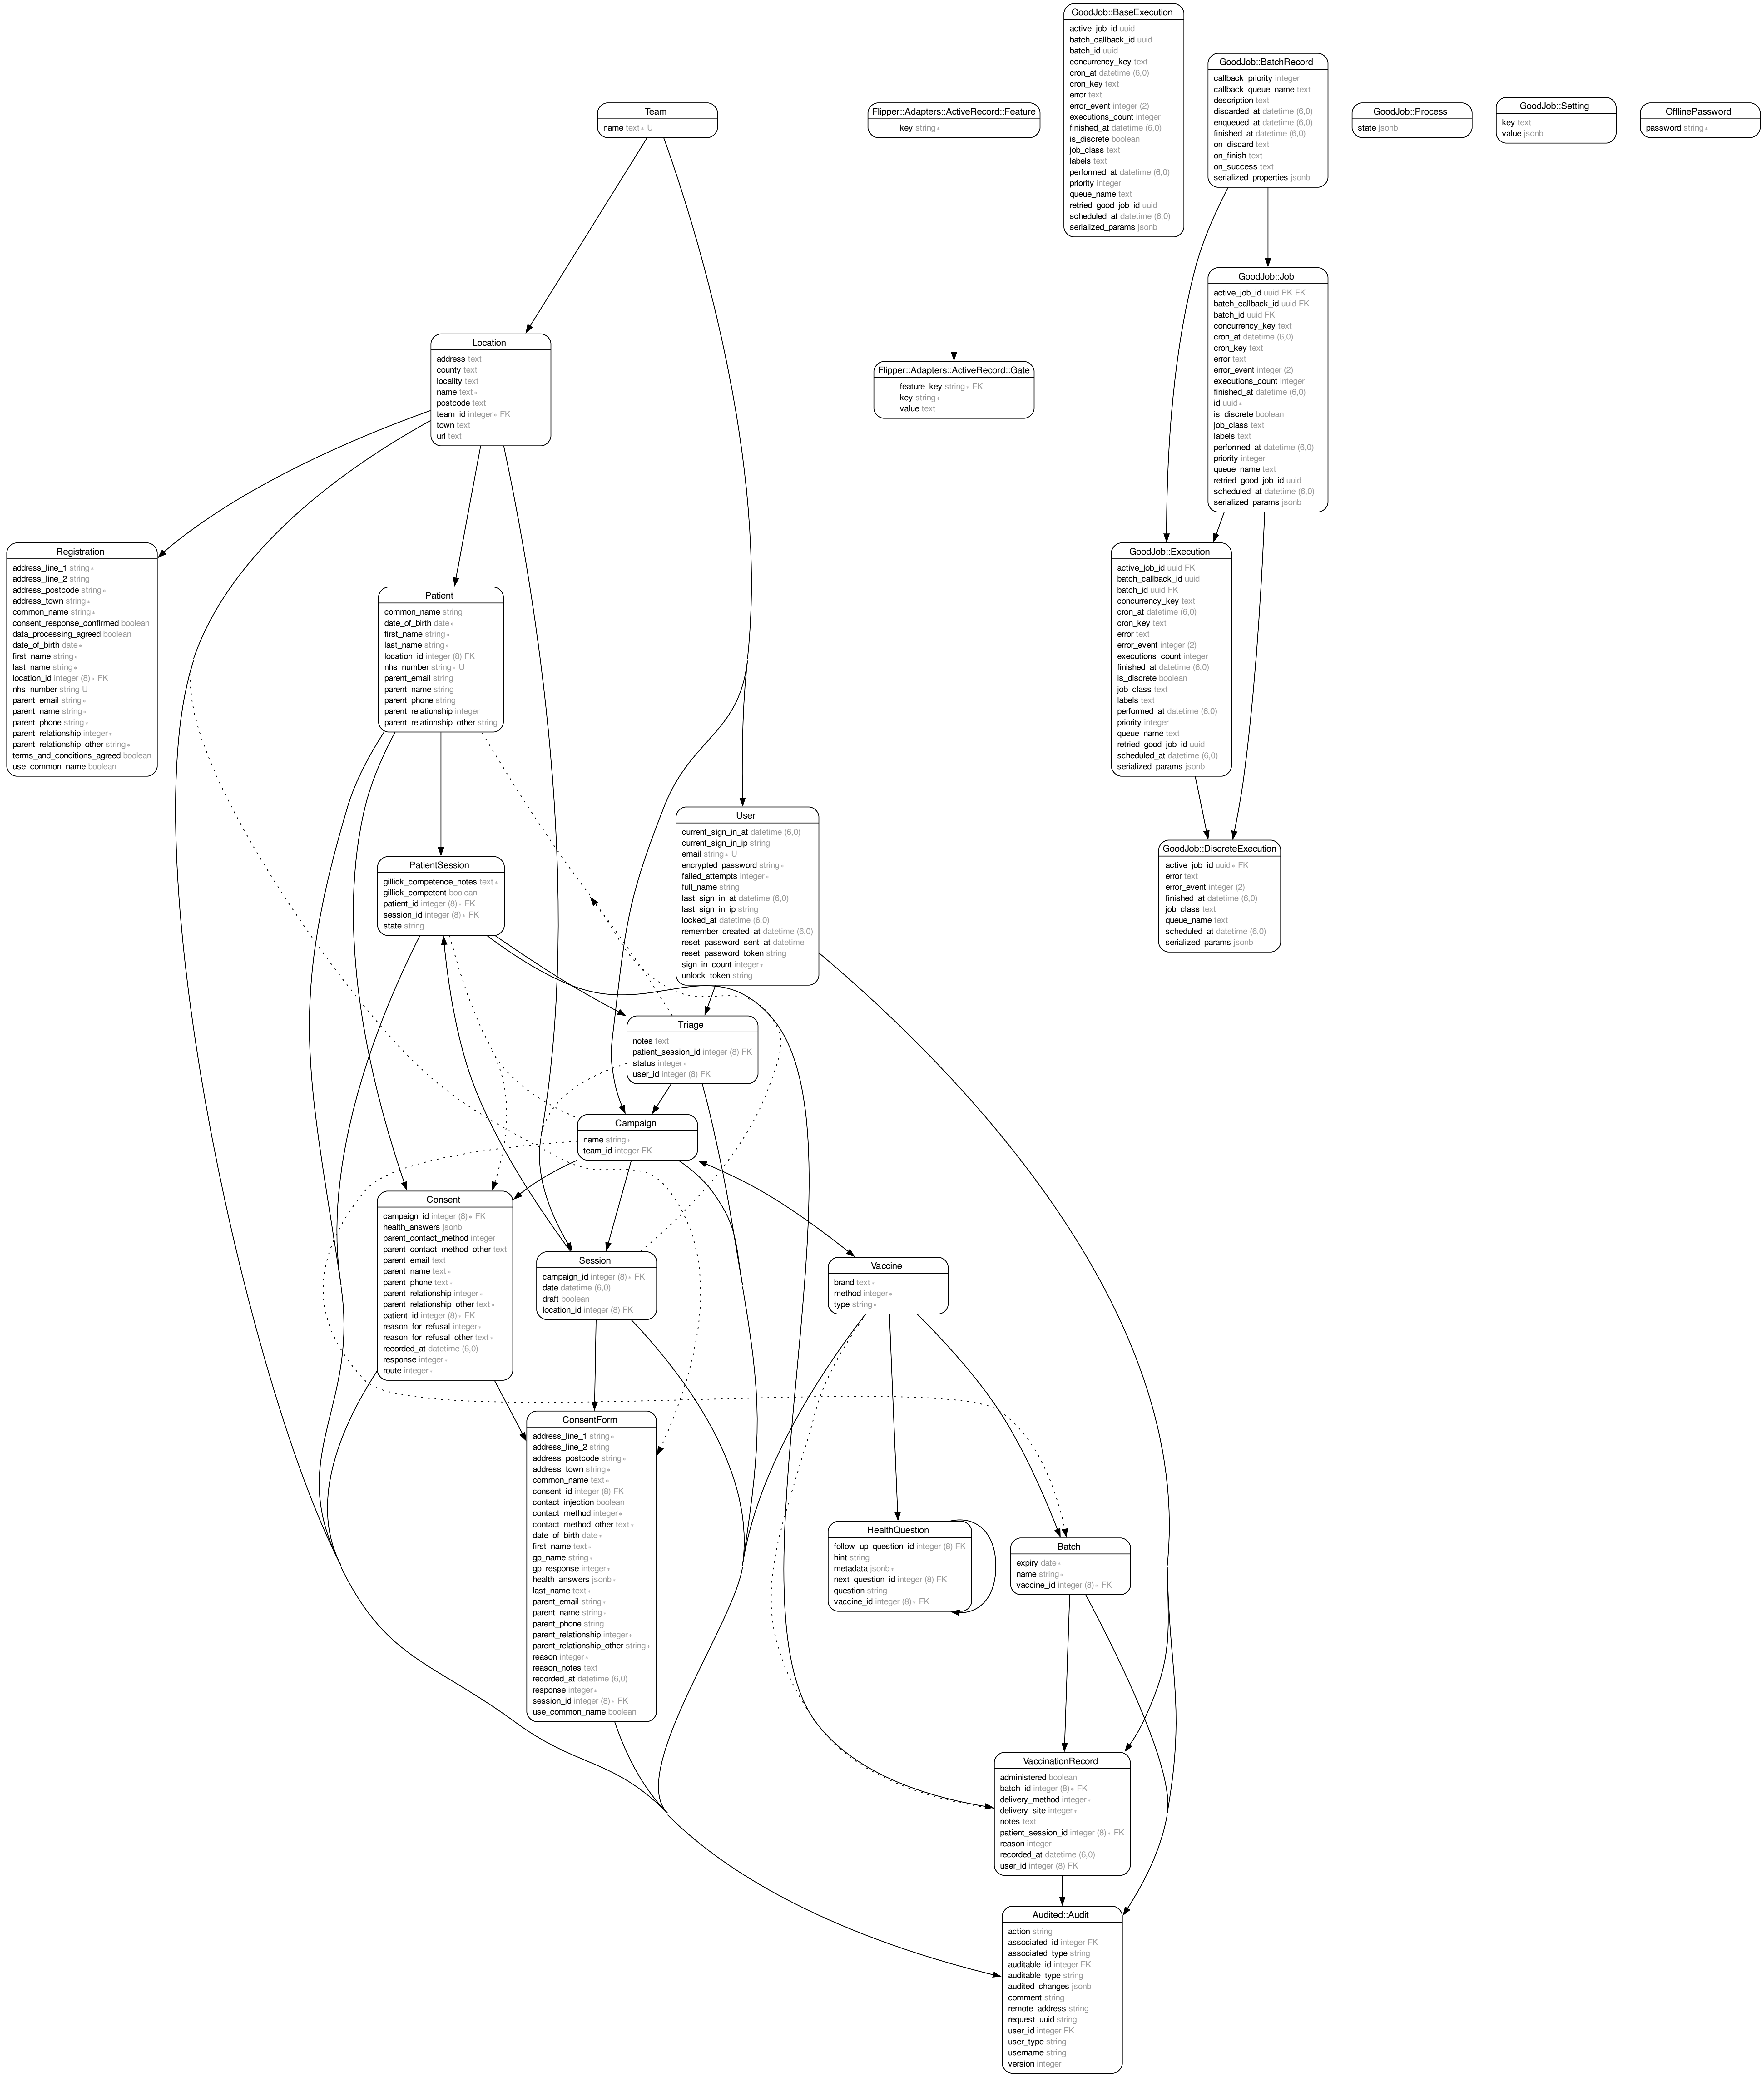 GoodJob::BaseExecution
active_job_id uuid
batch_callback_id uuid
batch_id uuid
concurrency_key text
cron_at datetime (6,0)
cron_key text
error text
error_event integer (2)
executions_count integer
finished_at datetime (6,0)
is_discrete boolean
job_class text
labels text
performed_at datetime (6,0)
priority integer
queue_name text
retried_good_job_id uuid
scheduled_at datetime (6,0)
serialized_params jsonb
GoodJob::BatchRecord
callback_priority integer
callback_queue_name text
description text
discarded_at datetime (6,0)
enqueued_at datetime (6,0)
finished_at datetime (6,0)
on_discard text
on_finish text
on_success text
serialized_properties jsonb
Team
name text∗ U
Flipper::Adapters::ActiveRecord::Feature
key string∗
GoodJob::Process
state jsonb
GoodJob::Setting
key text
value jsonb
OfflinePassword
password string∗
GoodJob::Job
active_job_id uuid PK FK
batch_callback_id uuid FK
batch_id uuid FK
concurrency_key text
cron_at datetime (6,0)
cron_key text
error text
error_event integer (2)
executions_count integer
finished_at datetime (6,0)
id uuid∗
is_discrete boolean
job_class text
labels text
performed_at datetime (6,0)
priority integer
queue_name text
retried_good_job_id uuid
scheduled_at datetime (6,0)
serialized_params jsonb
Location
address text
county text
locality text
name text∗
postcode text
team_id integer∗ FK
town text
url text
Flipper::Adapters::ActiveRecord::Gate
feature_key string∗ FK
key string∗
value text
Registration
address_line_1 string∗
address_line_2 string
address_postcode string∗
address_town string∗
common_name string∗
consent_response_confirmed boolean
data_processing_agreed boolean
date_of_birth date∗
first_name string∗
last_name string∗
location_id integer (8)∗ FK
nhs_number string U
parent_email string∗
parent_name string∗
parent_phone string∗
parent_relationship integer∗
parent_relationship_other string∗
terms_and_conditions_agreed boolean
use_common_name boolean
Patient
common_name string
date_of_birth date∗
first_name string∗
last_name string∗
location_id integer (8) FK
nhs_number string∗ U
parent_email string
parent_name string
parent_phone string
parent_relationship integer
parent_relationship_other string
GoodJob::Execution
active_job_id uuid FK
batch_callback_id uuid
batch_id uuid FK
concurrency_key text
cron_at datetime (6,0)
cron_key text
error text
error_event integer (2)
executions_count integer
finished_at datetime (6,0)
is_discrete boolean
job_class text
labels text
performed_at datetime (6,0)
priority integer
queue_name text
retried_good_job_id uuid
scheduled_at datetime (6,0)
serialized_params jsonb
User
current_sign_in_at datetime (6,0)
current_sign_in_ip string
email string∗ U
encrypted_password string∗
failed_attempts integer∗
full_name string
last_sign_in_at datetime (6,0)
last_sign_in_ip string
locked_at datetime (6,0)
remember_created_at datetime (6,0)
reset_password_sent_at datetime
reset_password_token string
sign_in_count integer∗
unlock_token string
GoodJob::DiscreteExecution
active_job_id uuid∗ FK
error text
error_event integer (2)
finished_at datetime (6,0)
job_class text
queue_name text
scheduled_at datetime (6,0)
serialized_params jsonb
PatientSession
gillick_competence_notes text∗
gillick_competent boolean
patient_id integer (8)∗ FK
session_id integer (8)∗ FK
state string
Triage
notes text
patient_session_id integer (8) FK
status integer∗
user_id integer (8) FK
Campaign
name string∗
team_id integer FK
Consent
campaign_id integer (8)∗ FK
health_answers jsonb
parent_contact_method integer
parent_contact_method_other text
parent_email text
parent_name text∗
parent_phone text∗
parent_relationship integer∗
parent_relationship_other text∗
patient_id integer (8)∗ FK
reason_for_refusal integer∗
reason_for_refusal_other text∗
recorded_at datetime (6,0)
response integer∗
route integer∗
Session
campaign_id integer (8)∗ FK
date datetime (6,0)
draft boolean
location_id integer (8) FK
Vaccine
brand text∗
method integer∗
type string∗
ConsentForm
address_line_1 string∗
address_line_2 string
address_postcode string∗
address_town string∗
common_name text∗
consent_id integer (8) FK
contact_injection boolean
contact_method integer∗
contact_method_other text∗
date_of_birth date∗
first_name text∗
gp_name string∗
gp_response integer∗
health_answers jsonb∗
last_name text∗
parent_email string∗
parent_name string∗
parent_phone string
parent_relationship integer∗
parent_relationship_other string∗
reason integer∗
reason_notes text
recorded_at datetime (6,0)
response integer∗
session_id integer (8)∗ FK
use_common_name boolean
HealthQuestion
follow_up_question_id integer (8) FK
hint string
metadata jsonb∗
next_question_id integer (8) FK
question string
vaccine_id integer (8)∗ FK
Batch
expiry date∗
name string∗
vaccine_id integer (8)∗ FK
VaccinationRecord
administered boolean
batch_id integer (8)∗ FK
delivery_method integer∗
delivery_site integer∗
notes text
patient_session_id integer (8)∗ FK
reason integer
recorded_at datetime (6,0)
user_id integer (8) FK
Audited::Audit
action string
associated_id integer FK
associated_type string
auditable_id integer FK
auditable_type string
audited_changes jsonb
comment string
remote_address string
request_uuid string
user_id integer FK
user_type string
username string
version integer